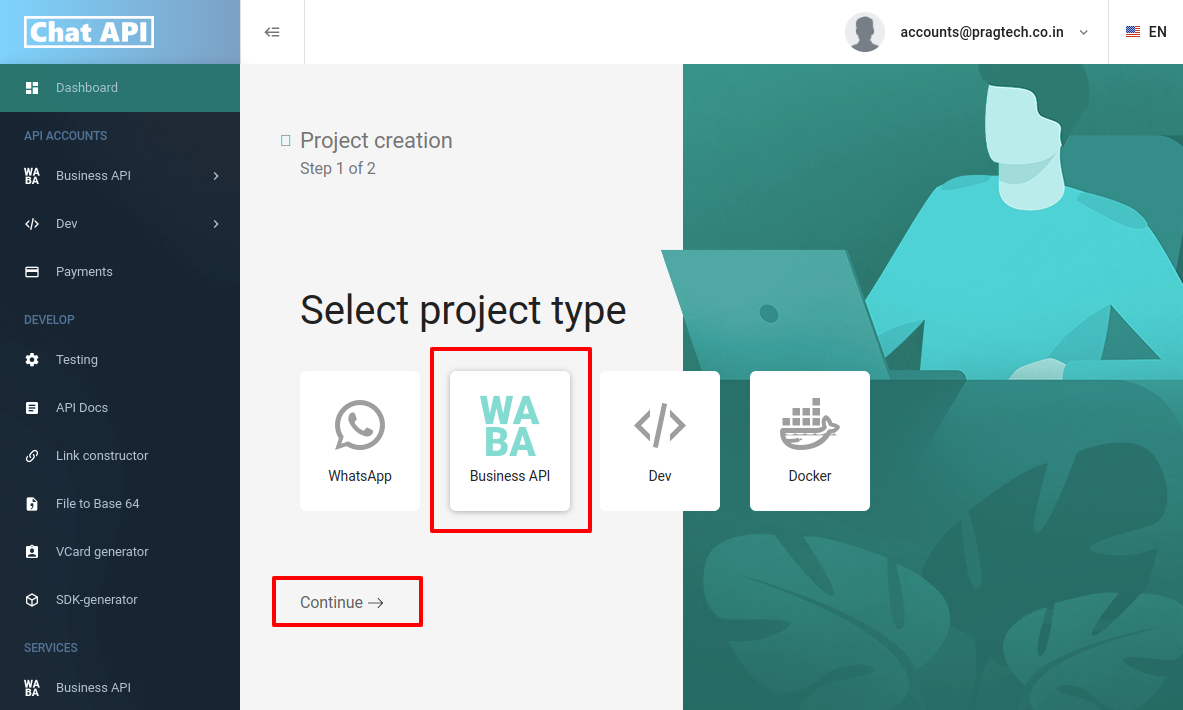 Chat API
accounts@pragtech.co.in
EN
Dashboard
API ACCOUNTS
WA
BA
Business API
Dev
Payments
DEVELOP
Testing
API Docs
Link constructor
File to Base 64
VCard generator
SDK-generator
SERVICES
WA
BA
Business API
Project creation
Step 1 of 2
Select project type
WhatsApp
WA
BA
Business API
Dev
Docker
Continue →